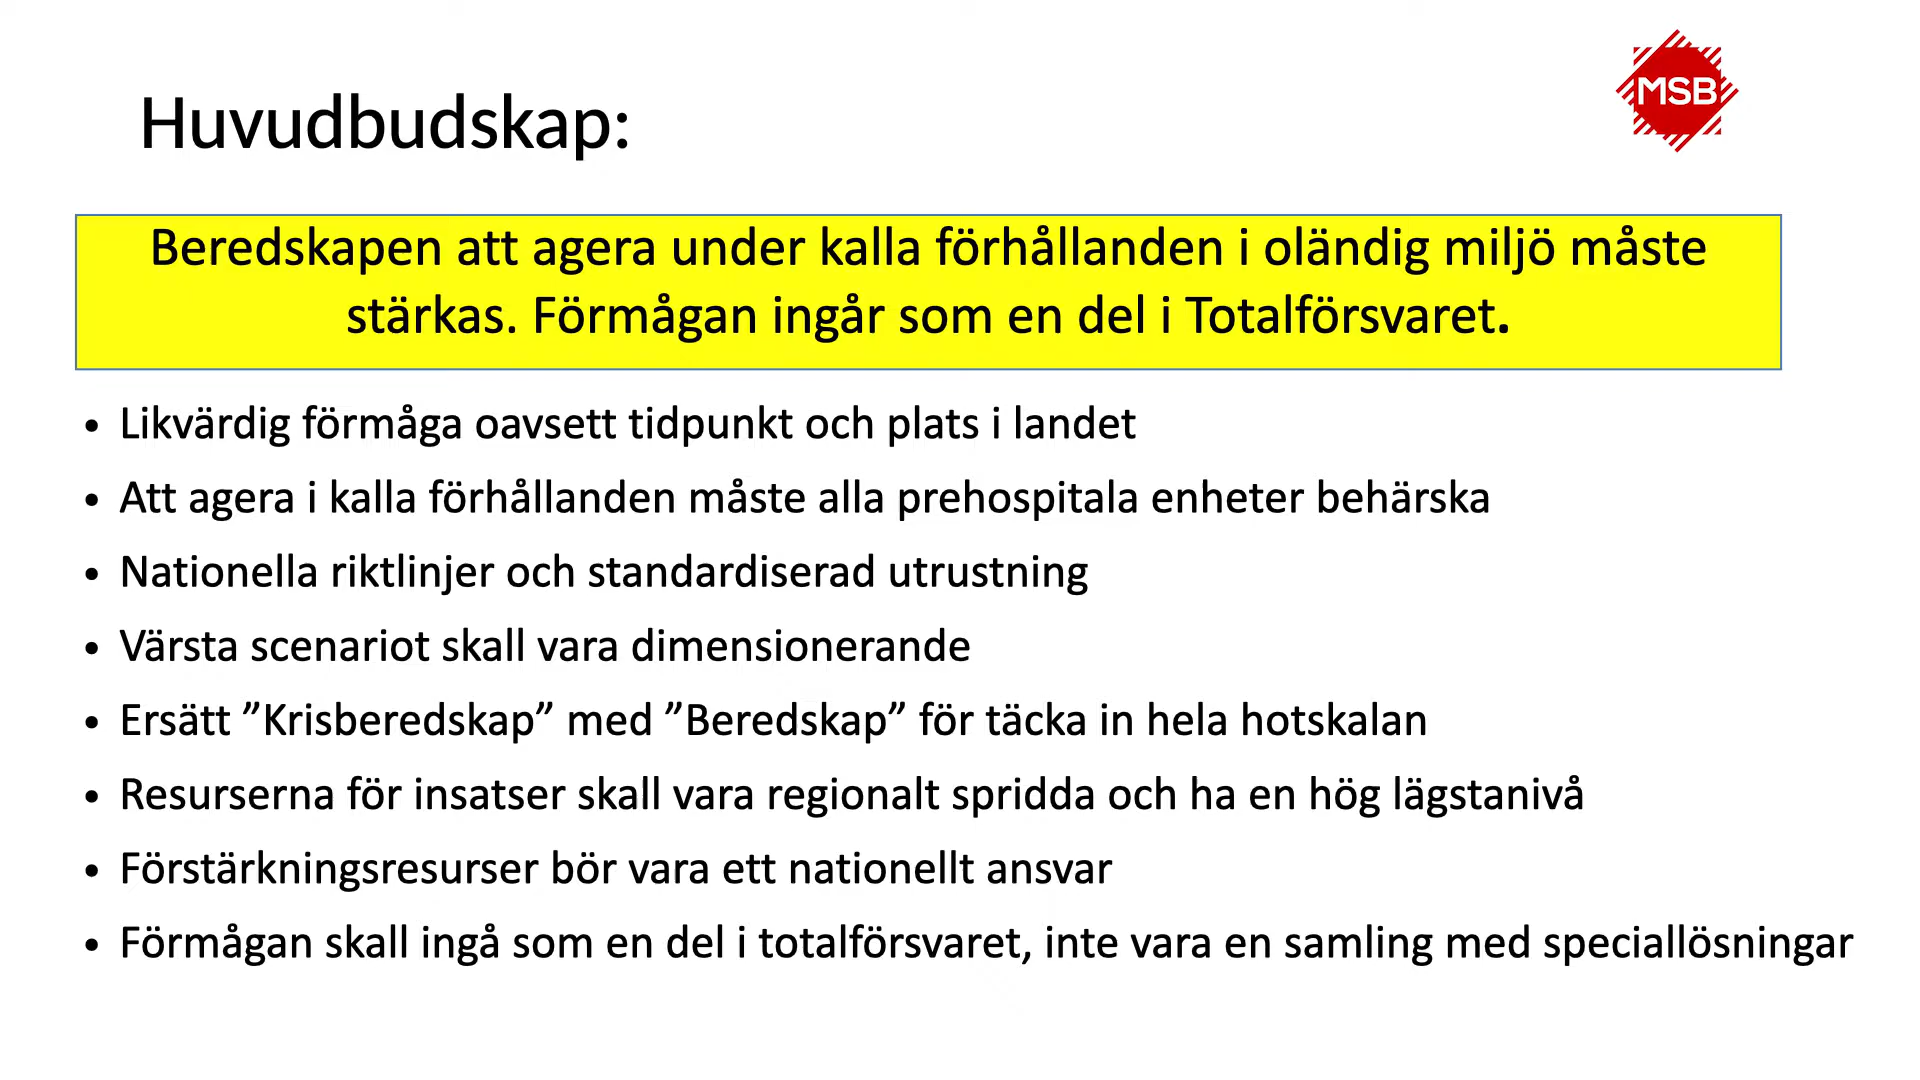 MSB
Huvudbudskap:
Beredskapen att agera under kalla förhållanden i oländig miljö måste
stärkas. Förmågan ingår som en del i Totalförsvaret.
• Likvärdig förmåga oavsett tidpunkt och plats i landet
• Att agera i kalla förhållanden måste alla prehospitala enheter behärska
• Nationella riktlinjer och standardiserad utrustning
• Värsta scenariot skall vara dimensionerande
• Ersätt ”Krisberedskap” med ”Beredskap” för täcka in hela hotskalan
• Resurserna för insatser skall vara regionalt spridda och ha en hög lägstanivå
• Förstärkningsresurser bör vara ett nationellt ansvar
• Förmågan skall ingå som en del i totalförsvaret, inte vara en samling med speciallösningar